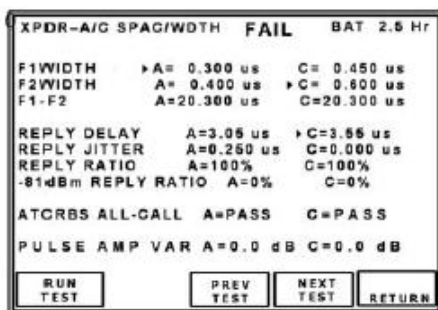 XPDR-A/C SPAC/WDTH FAIL BAT 2.5 Hr
F1WIDTH ▸A= 0.300 us C= 0.450 us
F2WIDTH A= 0.400 us ▸C= 0.600 us
F1-F2 A=20.300 us C=20.300 us
REPLY DELAY A=3.05 us ▸C=3.55 us
REPLY JITTER A=0.250 us C=0.000 us
REPLY RATIO A=100% C=100%
-81dBm REPLY RATIO A=0% C=0%
ATCRBS ALL-CALL A=PASS C=PASS
PULSE AMP VAR A=0.0 dB C=0.0 dB
RUN TEST PREV TEST NEXT TEST RETURN